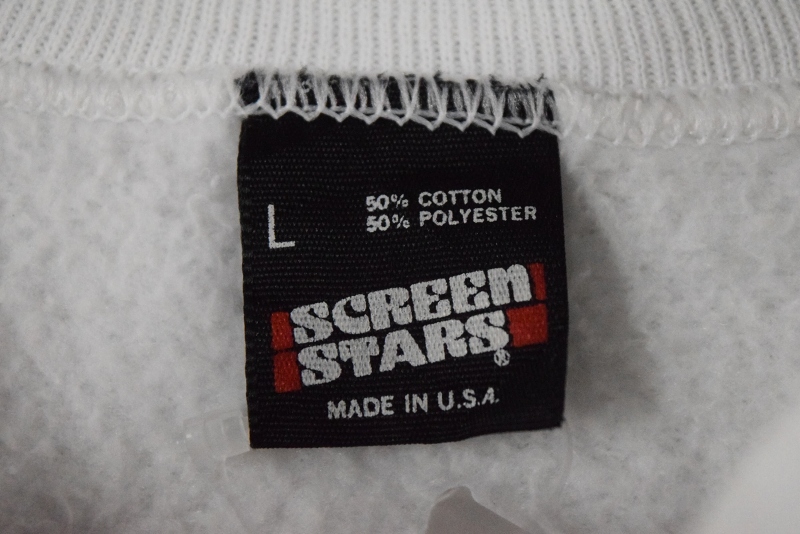 L
50% COTTON
50% POLYESTER
SCREEN
STARS®
MADE IN U.S.A.